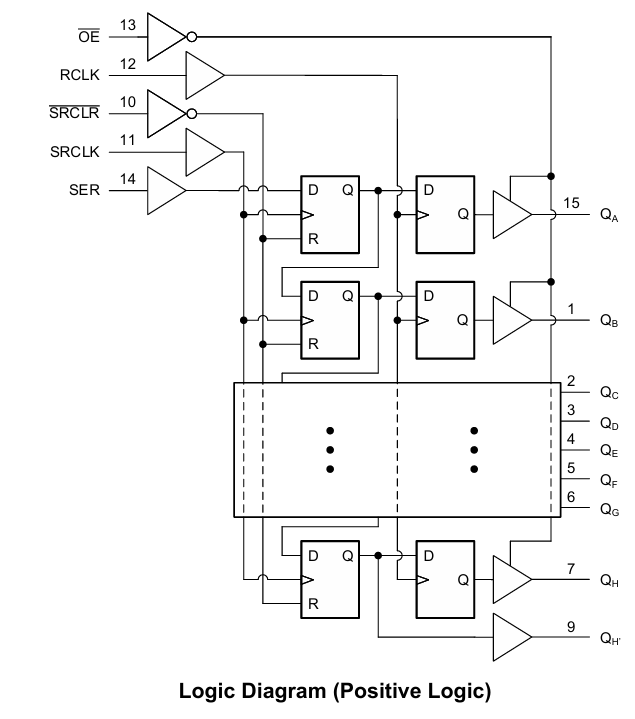 OE 13
RCLK 12
SRCLR 10
SRCLK 11
SER 14
D Q D
Q 15 QA
R
D Q D
Q 1 QB
R
2 QC
3 QD
4 QE
5 QF
6 QG
D Q D
Q 7 QH
R
9 QH'
Logic Diagram (Positive Logic)